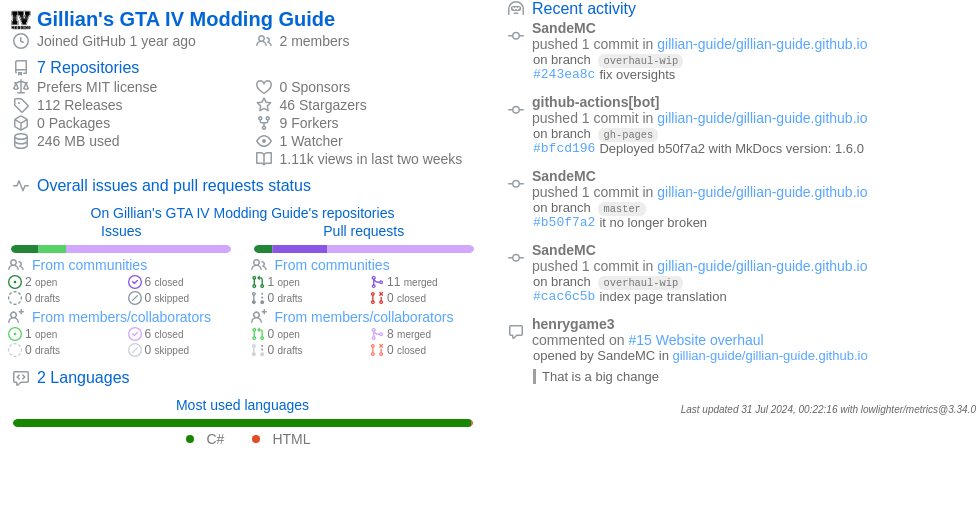 Gillian's GTA IV Modding Guide
Joined GitHub 1 year ago
2 members
7 Repositories
Prefers MIT license
0 Sponsors
112 Releases
46 Stargazers
0 Packages
9 Forkers
246 MB used
1 Watcher
1.11k views in last two weeks
Overall issues and pull requests status
On Gillian's GTA IV Modding Guide's repositories
Issues
From communities
2 open
6 closed
0 drafts
0 skipped
From members/collaborators
1 open
6 closed
0 drafts
0 skipped
Pull requests
From communities
1 open
11 merged
0 drafts
0 closed
From members/collaborators
0 open
8 merged
0 drafts
0 closed
2 Languages
Most used languages
C#
HTML
Recent activity
SandeMC
pushed 1 commit in gillian-guide/gillian-guide.github.io
on branch overhaul-wip
#243ea8c fix oversights
github-actions[bot]
pushed 1 commit in gillian-guide/gillian-guide.github.io
on branch gh-pages
#bfcd196 Deployed b50f7a2 with MkDocs version: 1.6.0
SandeMC
pushed 1 commit in gillian-guide/gillian-guide.github.io
on branch master
#b50f7a2 it no longer broken
SandeMC
pushed 1 commit in gillian-guide/gillian-guide.github.io
on branch overhaul-wip
#cac6c5b index page translation
henrygame3
commented on #15 Website overhaul
opened by SandeMC in gillian-guide/gillian-guide.github.io
That is a big change
Last updated 31 Jul 2024, 00:22:16 with lowlighter/metrics@3.34.0